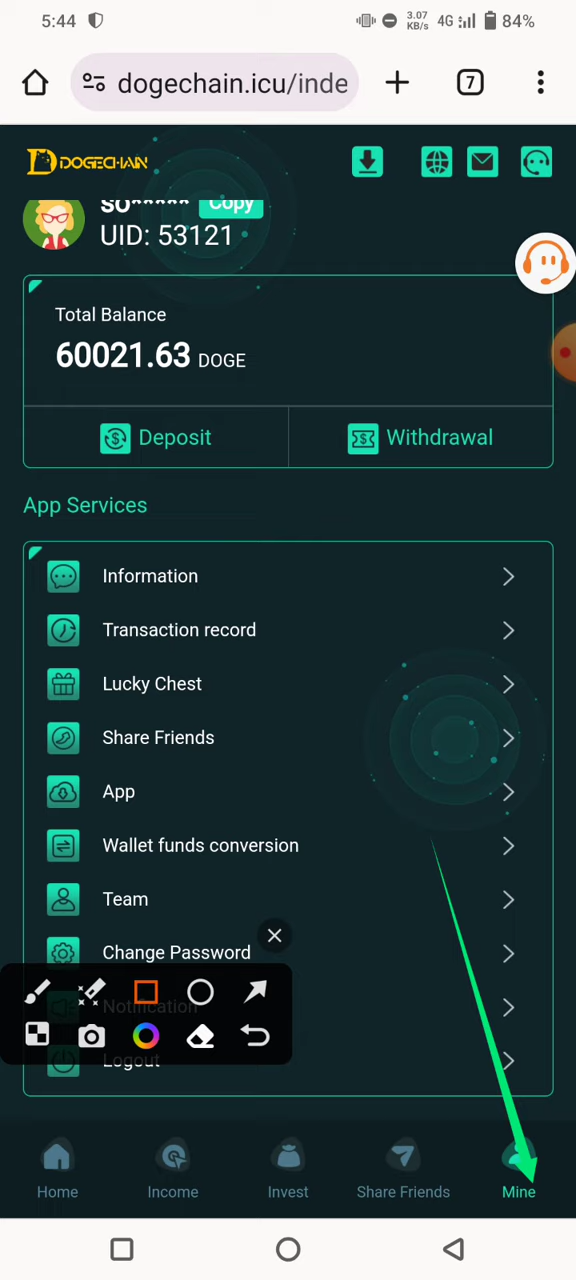 5:44
3.07
KB/s
4G
84%
dogechain.icu/inde
7
DOGECHAIN
SO*****
Copy
UID: 53121
Total Balance
60021.63 DOGE
Deposit
Withdrawal
App Services
Information
Transaction record
Lucky Chest
Share Friends
App
Wallet funds conversion
Team
Change Password
Notification
Logout
Home
Income
Invest
Share Friends
Mine